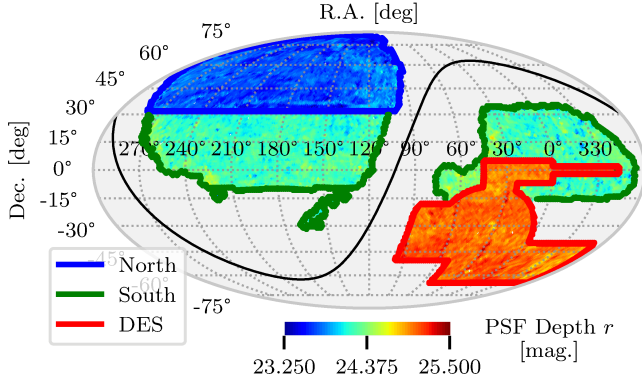 R.A. [deg]
75°
60°
45°
30°
15°
0°
-15°
-30°
-45°
-60°
-75°
Dec. [deg]
270° 240° 210° 180° 150° 120° 90° 60° 30° 0° 330
North
South
DES
PSF Depth r
[mag.]
23.250 24.375 25.500